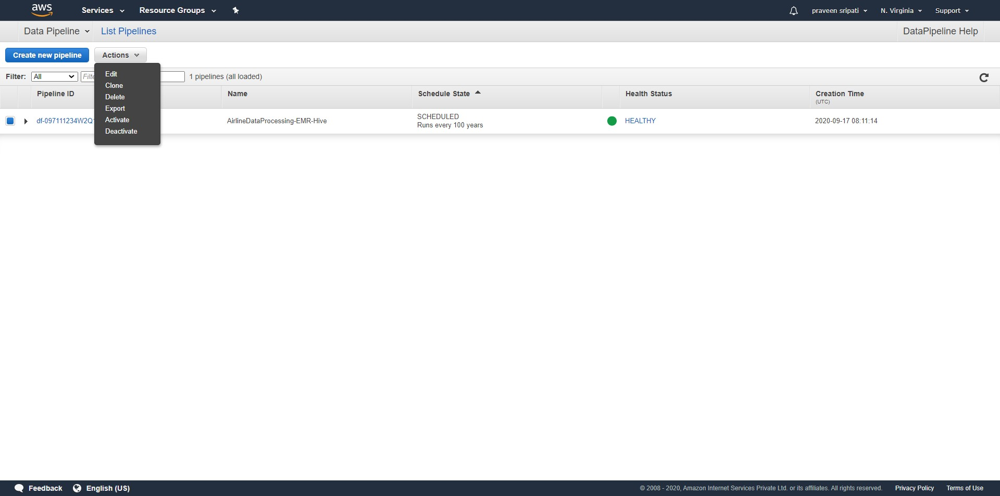 aws Services Resource Groups praveen sripati N. Virginia Support
Data Pipeline List Pipelines DataPipeline Help
Create new pipeline Actions
Filter: All 1 pipelines (all loaded)
Edit
Clone
Delete
Export
Activate
Deactivate
Pipeline ID Name Schedule State Health Status Creation Time
(UTC)
AirlineDataProcessing-EMR-Hive SCHEDULED HEALTHY 2020-09-17 08:11:14
Runs every 100 years
Feedback English (US) © 2008 - 2020, Amazon Internet Services Private Ltd. or its affiliates. All rights reserved. Privacy Policy Terms of Use